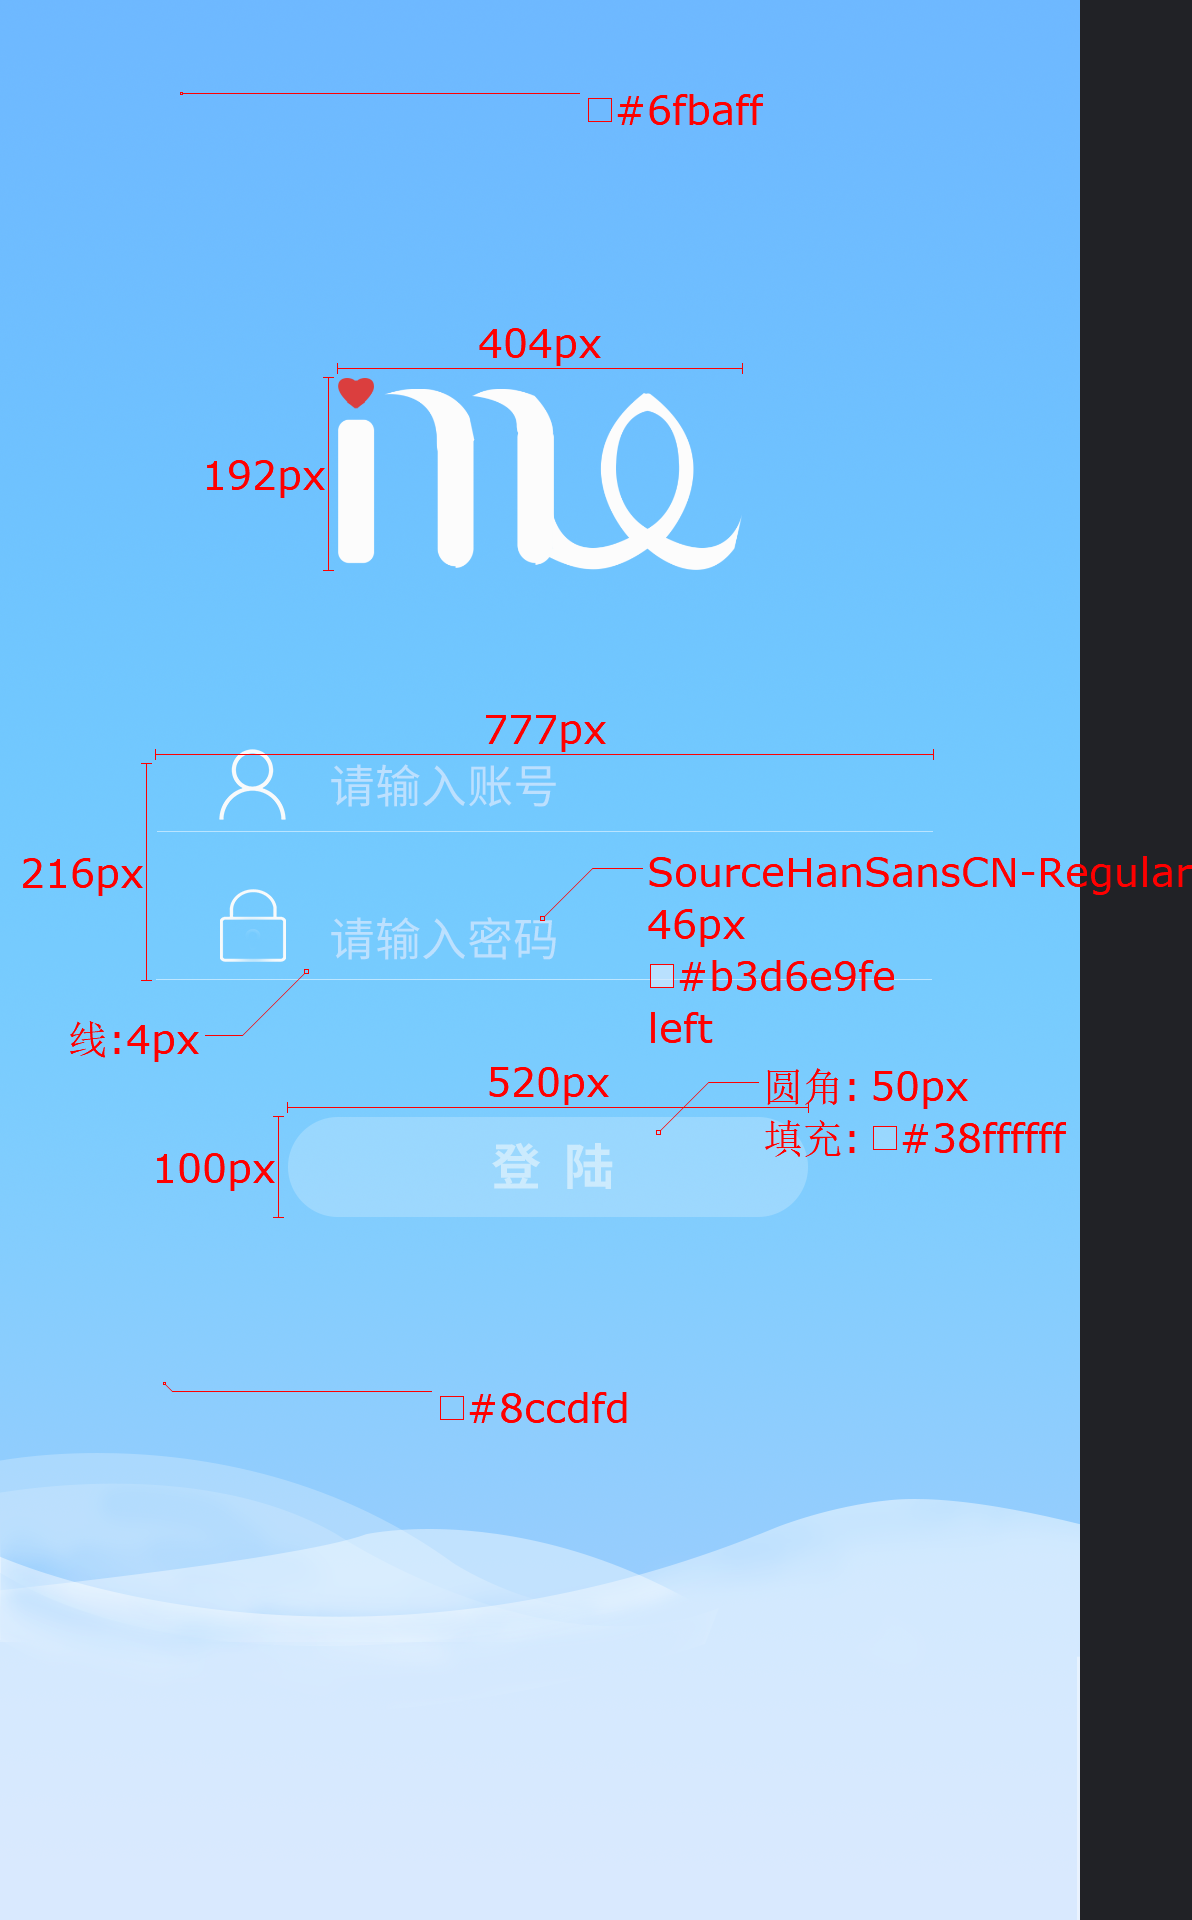 #6fbaff
404px
192px
ime
777px
请输入账号
216px
SourceHanSansCN-Regular
46px
请输入密码
#b3d6e9fe
left
线:4px
520px
圆角: 50px
填充: #38ffffff
100px
登 陆
#8ccdfd